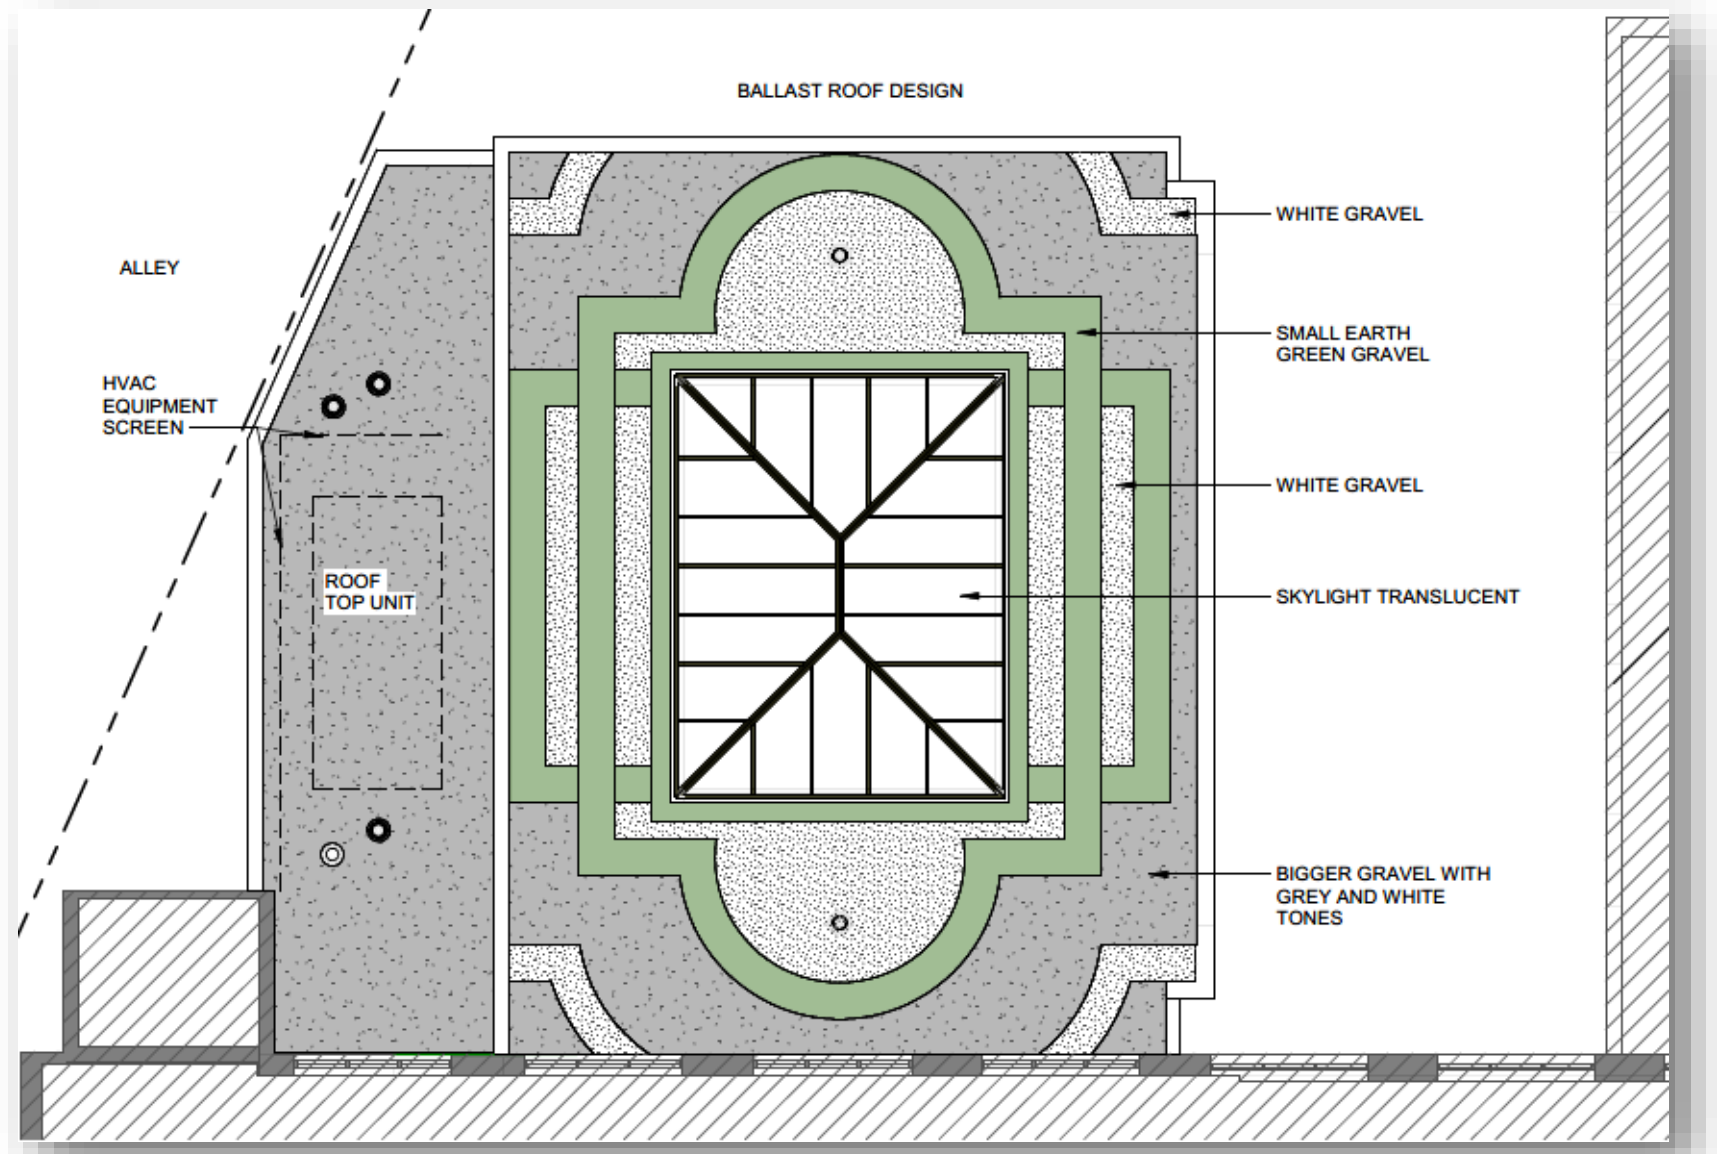 BALLAST ROOF DESIGN
WHITE GRAVEL
ALLEY
SMALL EARTH
GREEN GRAVEL
HVAC
EQUIPMENT
SCREEN
WHITE GRAVEL
ROOF
TOP UNIT
SKYLIGHT TRANSLUCENT
BIGGER GRAVEL WITH
GREY AND WHITE
TONES